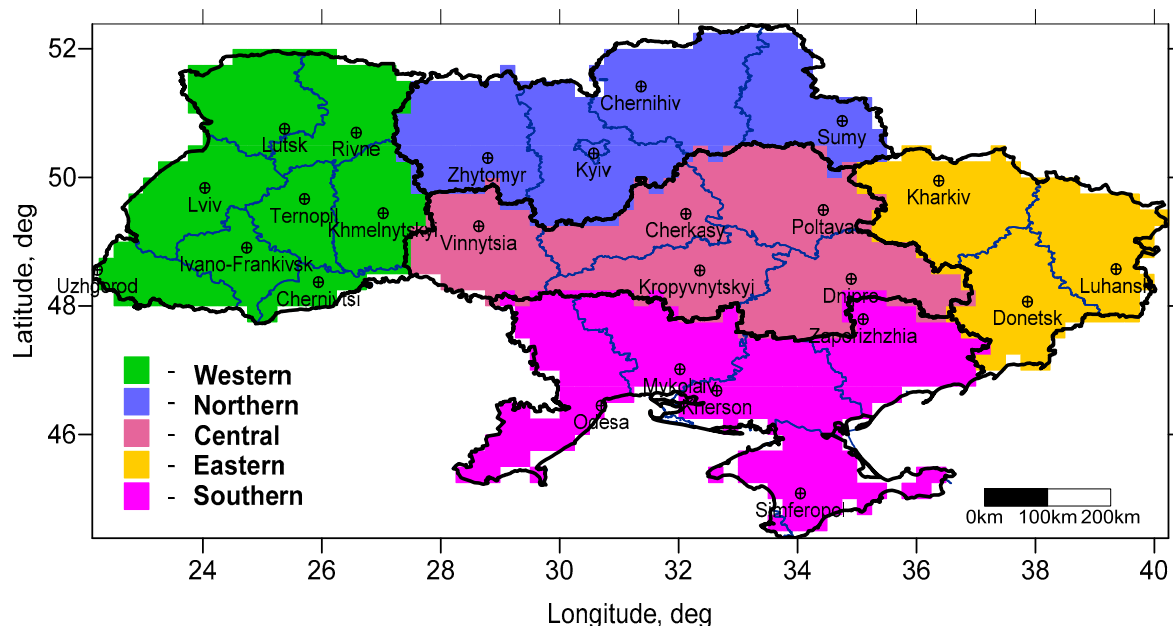 52
50
48
46
Latitude, deg
Chernihiv
Sumy
Lutsk
Rivne
Zhytomyr
Kyiv
Lviv
Ternopil
Khmelnytskyi
Vinnytsia
Cherkasy
Poltava
Kharkiv
Ivano-Frankivsk
Uzhgorod
Chernivtsi
Kropyvnytskyj
Dnipro
Luhansk
Donetsk
Zaporizhzhia
Mykolaiv
Kherson
Odesa
Simferopol
- Western
- Northern
- Central
- Eastern
- Southern
0km 100km 200km
24 26 28 30 32 34 36 38 40
Longitude, deg